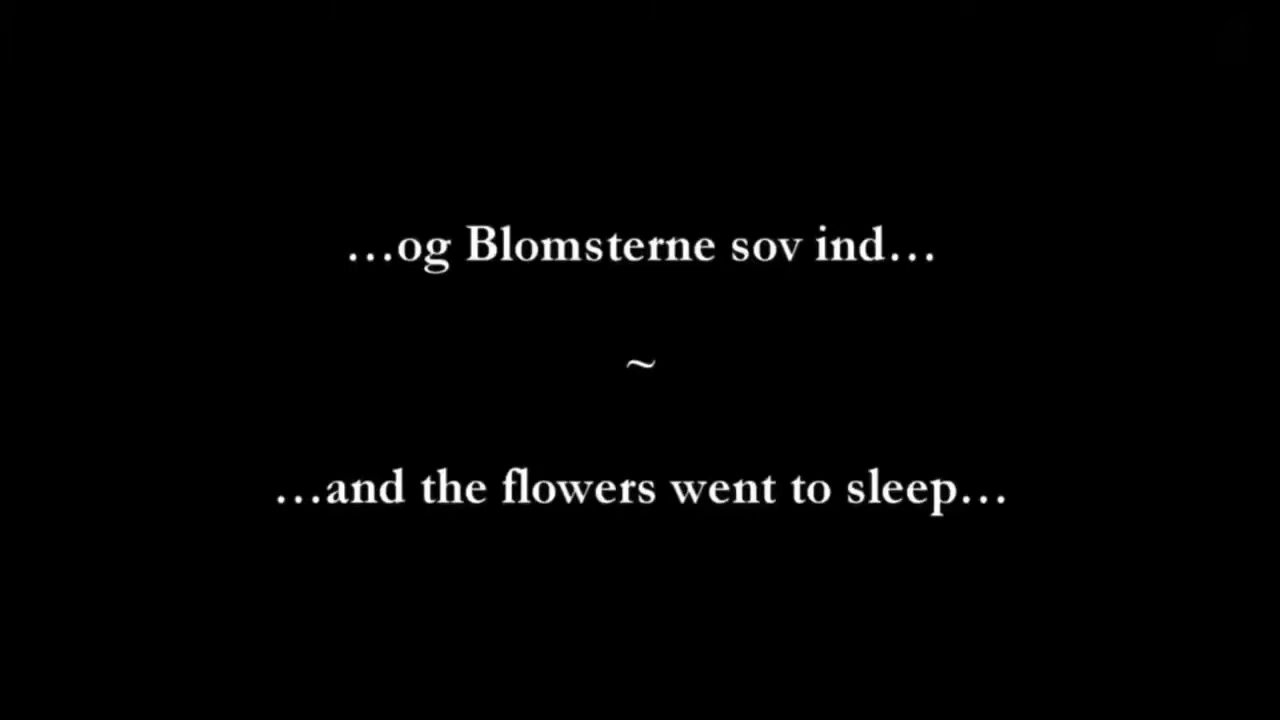 …og Blomsterne sov ind…
~
…and the flowers went to sleep…